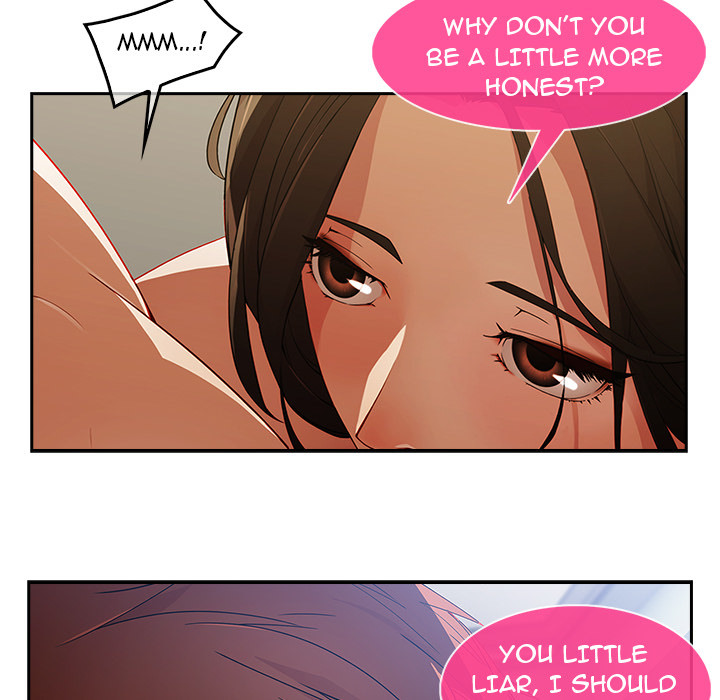 MMM...!
WHY DON'T YOU
BE A LITTLE MORE
HONEST?
YOU LITTLE
LIAR, I SHOULD